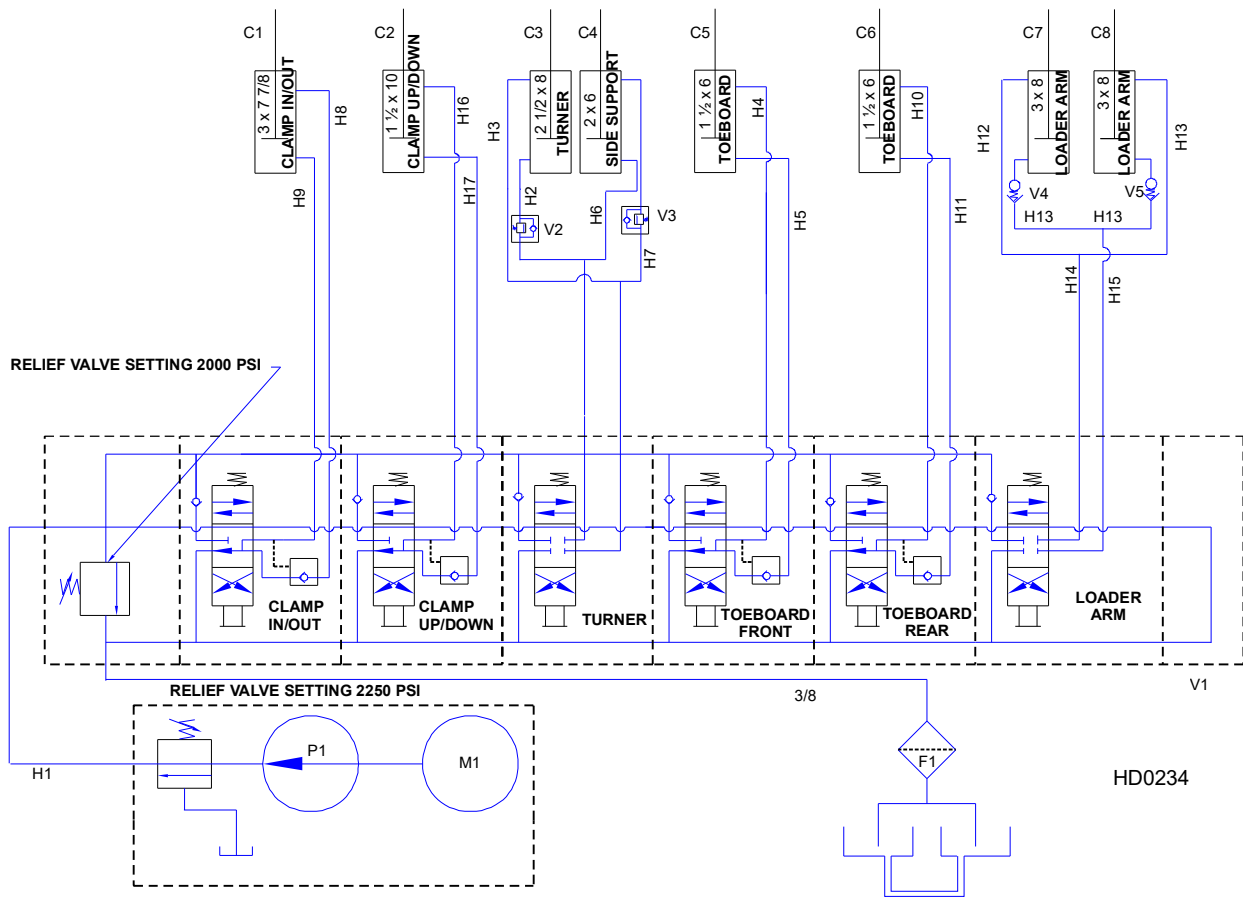 C1
C2
C3
C4
C5
C6
C7
C8
3 x 7 7/8
CLAMP IN/OUT
H8
H9
1 ½ x 10
CLAMP UP/DOWN
H16
H17
H3
2 1/2 x 8
TURNER
2 x 6
SIDE SUPPORT
H2
H6
V2
V3
H7
1 ½ x 6
TOEBOARD
H4
H5
1 ½ x 6
TOEBOARD
H10
H11
H12
3 x 8
LOADER ARM
3 x 8
LOADER ARM
H13
V4
V5
H13
H13
H14
H15
RELIEF VALVE SETTING 2000 PSI
CLAMP
IN/OUT
CLAMP
UP/DOWN
TURNER
TOEBOARD
FRONT
TOEBOARD
REAR
LOADER
ARM
V1
RELIEF VALVE SETTING 2250 PSI
3/8
P1
M1
H1
F1
HD0234